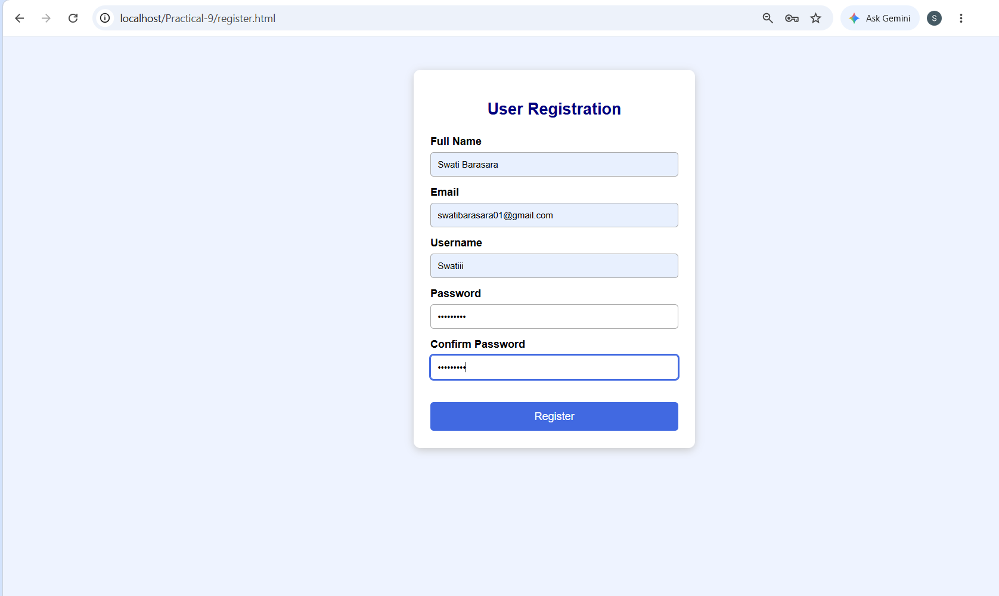 localhost/Practical-9/register.html
Ask Gemini
S
User Registration
Full Name
Swati Barasara
Email
swatibarasara01@gmail.com
Username
Swatiii
Password
•••••••••
Confirm Password
•••••••••
Register